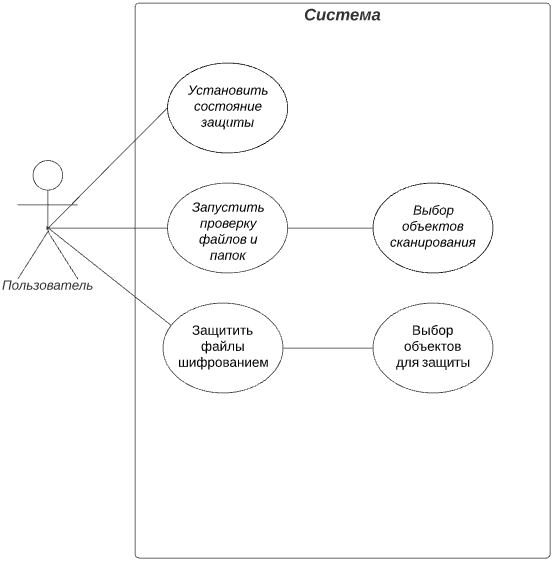 Система
Установить
состояние
защиты
Запустить
проверку
файлов и
папок
Выбор
объектов
сканирования
Пользователь
Защитить
файлы
шифрованием
Выбор
объектов
для защиты